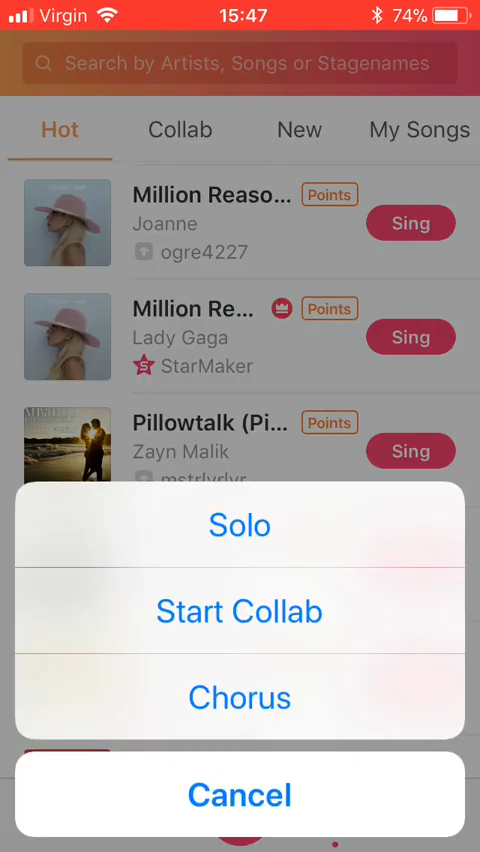 Virgin 15:47 74%
Search by Artists, Songs or Stagenames
Hot Collab New My Songs
Million Reaso... Points
Joanne
Sing
ogre4227
Million Re... Points
Lady Gaga
Sing
StarMaker
Pillowtalk (Pi... Points
Zayn Malik
Sing
Solo
Start Collab
Chorus
Cancel